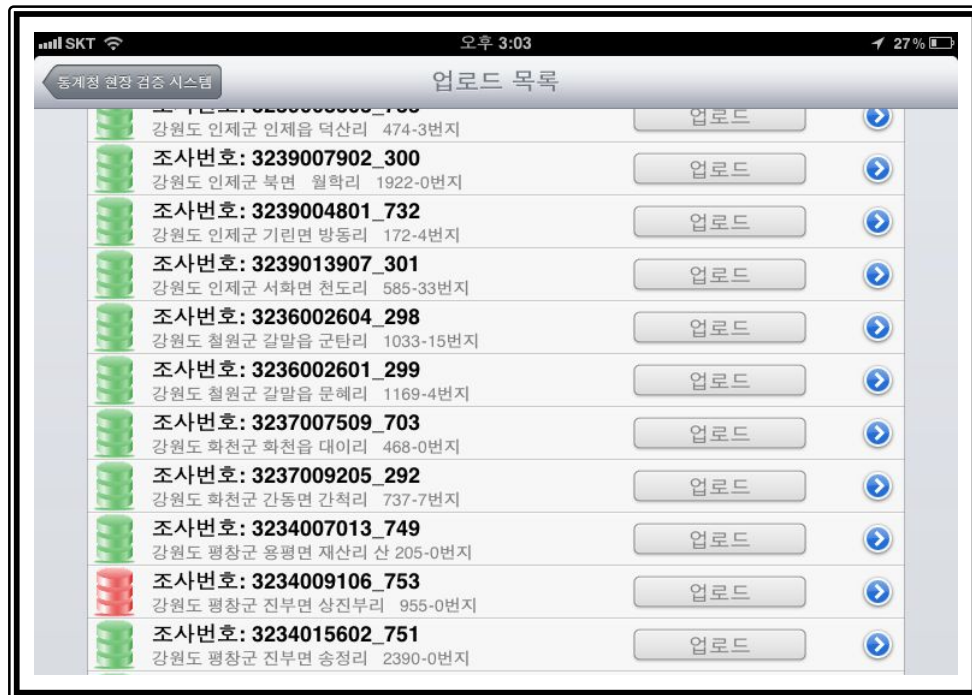 SKT 오후 3:03 27%
통계청 현장 검증 시스템 업로드 목록
강원도 인제군 인제읍 덕산리 474-3번지 업로드
조사번호: 3239007902_300
강원도 인제군 북면 월학리 1922-0번지 업로드
조사번호: 3239004801_732
강원도 인제군 기린면 방동리 172-4번지 업로드
조사번호: 3239013907_301
강원도 인제군 서화면 천도리 585-33번지 업로드
조사번호: 3236002604_298
강원도 철원군 갈말읍 군탄리 1033-15번지 업로드
조사번호: 3236002601_299
강원도 철원군 갈말읍 문혜리 1169-4번지 업로드
조사번호: 3237007509_703
강원도 화천군 화천읍 대이리 468-0번지 업로드
조사번호: 3237009205_292
강원도 화천군 간동면 간척리 737-7번지 업로드
조사번호: 3234007013_749
강원도 평창군 용평면 재산리 산 205-0번지 업로드
조사번호: 3234009106_753
강원도 평창군 진부면 상진부리 955-0번지 업로드
조사번호: 3234015602_751
강원도 평창군 진부면 송정리 2390-0번지 업로드